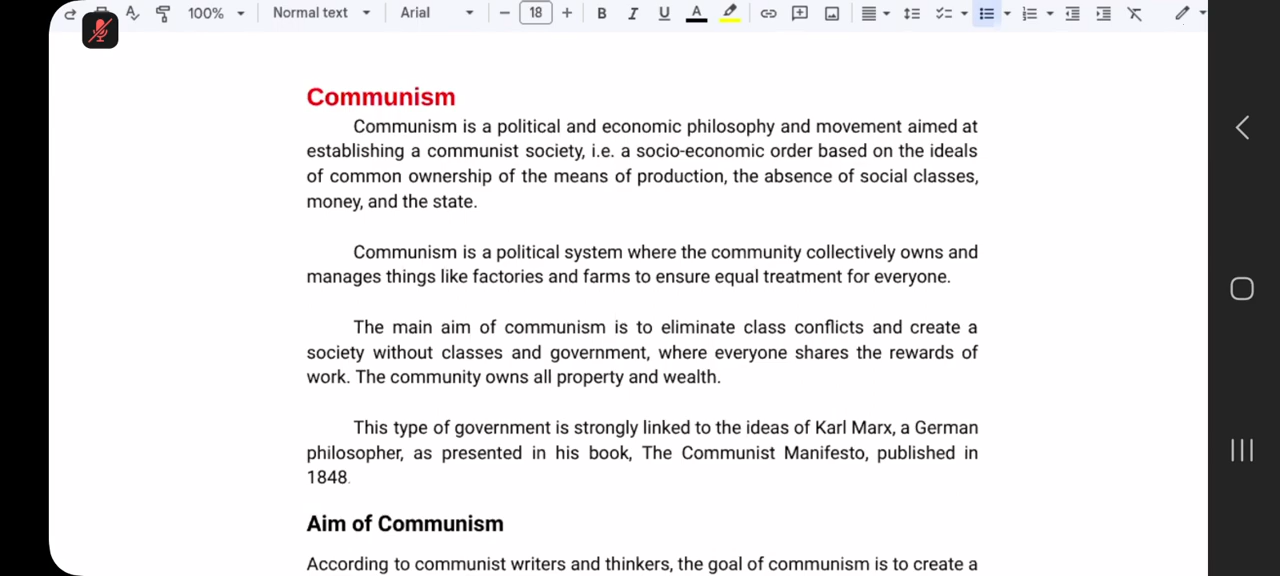 100% Normal text Arial – 18 + B I U A
Communism
Communism is a political and economic philosophy and movement aimed at
establishing a communist society, i.e. a socio-economic order based on the ideals
of common ownership of the means of production, the absence of social classes,
money, and the state.
Communism is a political system where the community collectively owns and
manages things like factories and farms to ensure equal treatment for everyone.
The main aim of communism is to eliminate class conflicts and create a
society without classes and government, where everyone shares the rewards of
work. The community owns all property and wealth.
This type of government is strongly linked to the ideas of Karl Marx, a German
philosopher, as presented in his book, The Communist Manifesto, published in
1848.
Aim of Communism
According to communist writers and thinkers, the goal of communism is to create a